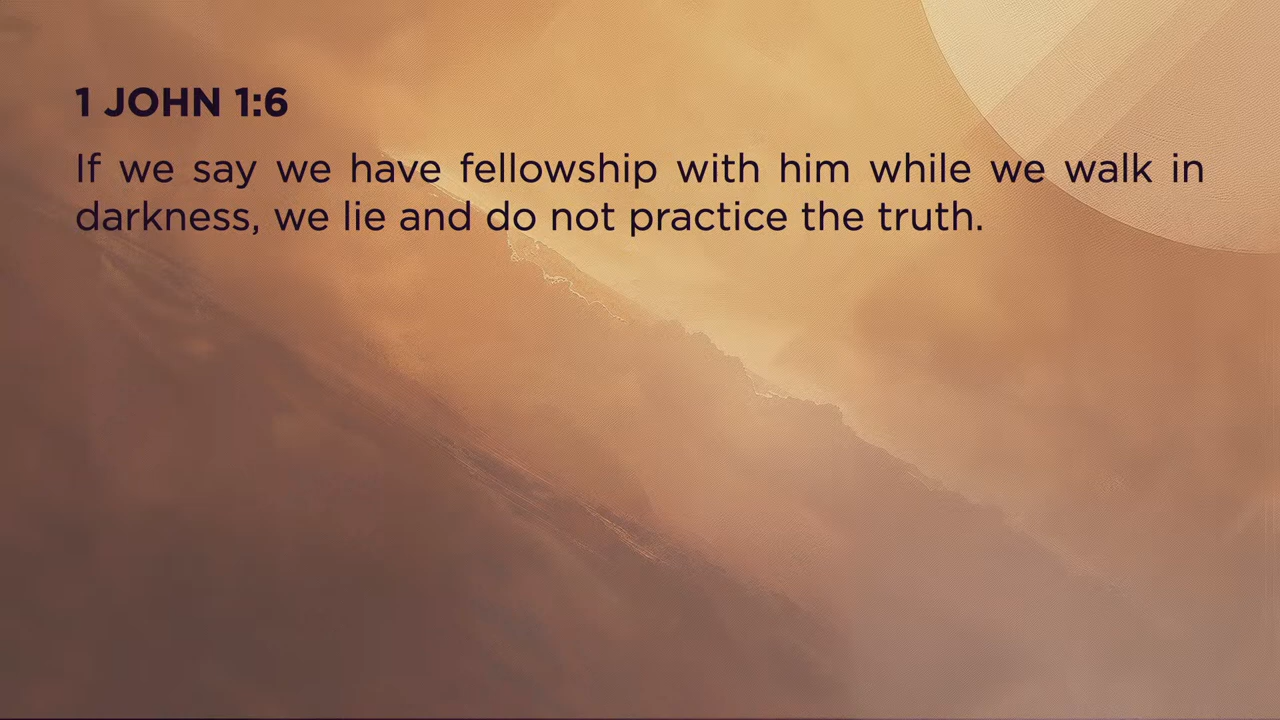 1 JOHN 1:6
If we say we have fellowship with him while we walk in
darkness, we lie and do not practice the truth.